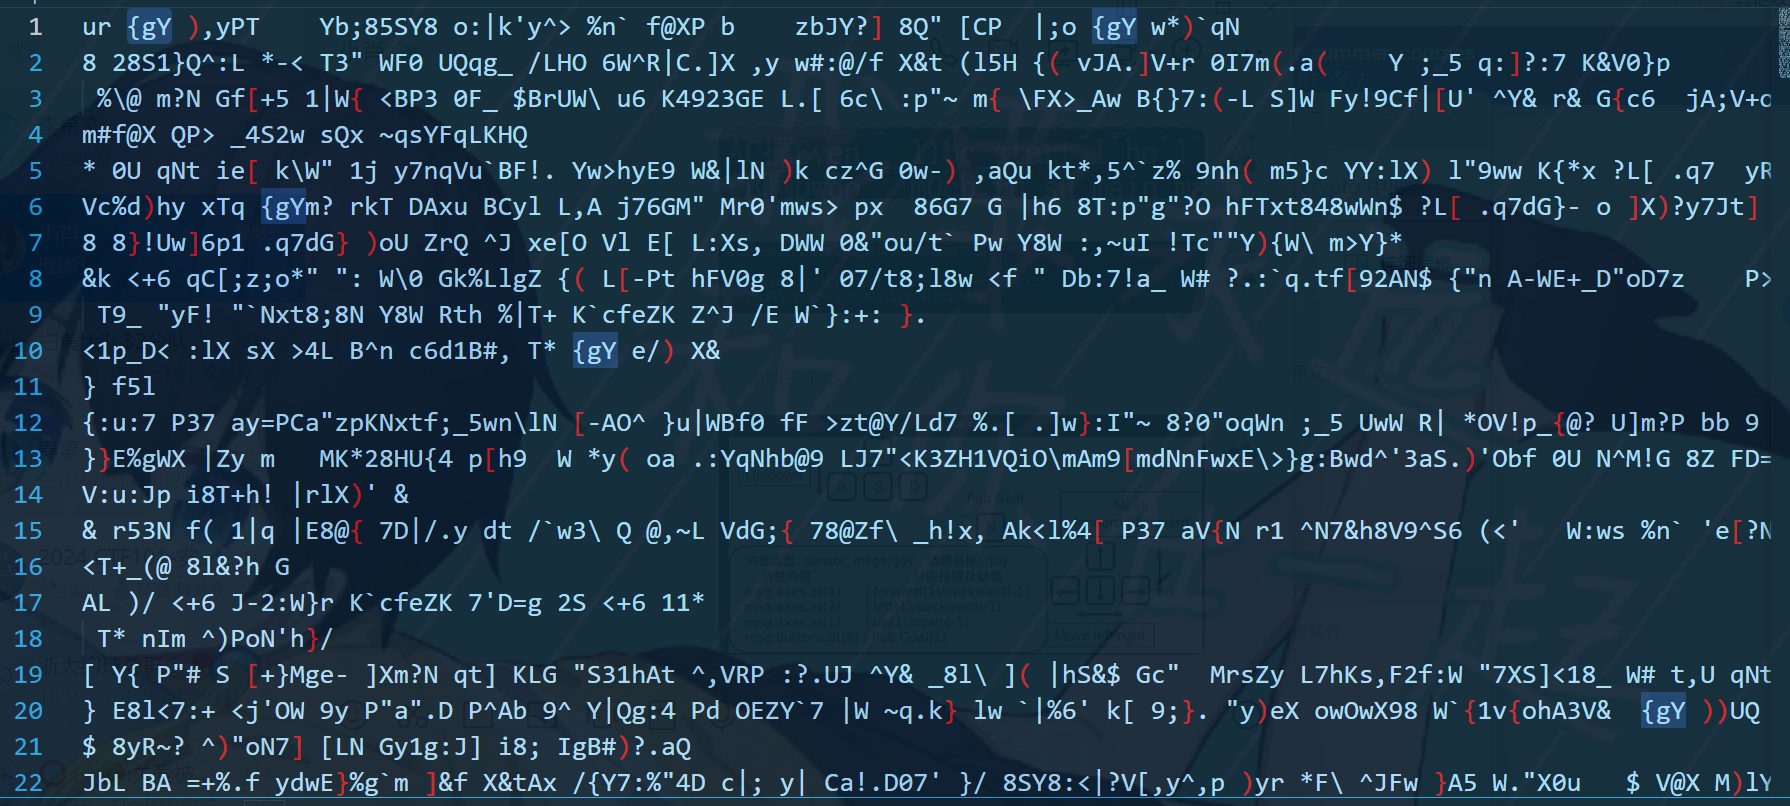 1 ur {gY ),yPT    Yb;85SY8 o:|k'y^> %n` f@XP b    zbJY?] 8Q" [CP  |;o {gY w*)`qN
2 8 28S1}Q^:L *-< T3" WF0 UQqg_ /LHO 6W^R|C.]X ,y w#:@/f X&t (l5H {( vJA.]V+r 0I7m(.a(    Y ;_5 q:]?:7 K&V0}p
3  %\@ m?N Gf[+5 1|W{ <BP3 0F_ $BrUW\ u6 K4923GE L.[ 6c\ :p"~ m{ \FX>_Aw B{}7:(-L S]W Fy!9Cf|[U' ^Y& r& G{c6  jA;V+
4 m#f@X QP> _4S2w sQx ~qsYFqLKHQ
5 * 0U qNt ie[ k\W" 1j y7nqVu`BF!. Yw>hyE9 W&|lN )k cz^G 0w-) ,aQu kt*,5^`z% 9nh( m5}c YY:lX) l"9ww K{*x ?L[ .q7  yR
6 Vc%d)hy xTq {gYm? rkT DAxu BCyl L,A j76GM" Mr0'mws> px  86G7 G |h6 8T:p"g"?O hFTxt848wWn$ ?L[ .q7dG}- o ]X)?y7Jt]
7 8 8}!Uw]6p1 .q7dG} )oU ZrQ ^J xe[O Vl E[ L:Xs, DWW 0&"ou/t` Pw Y8W :,~uI !Tc""Y){W\ m>Y}*
8 &k <+6 qC[;z;o*" ": W\0 Gk%LlgZ {( L[-Pt hFV0g 8|' 07/t8;l8w <f " Db:7!a_ W# ?.:`q.tf[92AN$ {"n A-WE+_D"oD7z    P>
9  T9_ "yF! "`Nxt8;8N Y8W Rth %|T+ K`cfeZK Z^J /E W`}:+: }.
10 <1p_D< :lX sX >4L B^n c6d1B#, T* {gY e/) X&
11 } f5l
12 {:u:7 P37 ay=PCa"zpKNxtf;_5wn\lN [-AO^ }u|WBf0 fF >zt@Y/Ld7 %.[ .]w}:I"~ 8?0"oqWn ;_5 UwW R| *OV!p_{@? U]m?P bb 9
13 }}E%gWX |Zy m   MK*28HU{4 p[h9  W *y( oa .:YqNhb@9 LJ7"<K3ZH1VQiO\mAm9[mdNnFwxE\>}g:Bwd^'3aS.)'Obf 0U N^M!G 8Z FD=
14 V:u:Jp i8T+h! |rlX)' &
15 & r53N f( 1|q |E8@{ 7D|/.y dt /`w3\ Q @,~L VdG;{ 78@Zf\ _h!x, Ak<l%4[ P37 aV{N r1 ^N7&h8V9^S6 (<'   W:ws %n` 'e[?N
16 <T+_(@ 8l&?h G
17 AL )/ <+6 J-2:W}r K`cfeZK 7'D=g 2S <+6 11*
18  T* nIm ^)PoN'h}/
19 [ Y{ P"# S [+}Mge- ]Xm?N qt] KLG "S31hAt ^,VRP :?.UJ ^Y& _8l\ ]( |hS&$ Gc"  MrsZy L7hKs,F2f:W "7XS]<18_ W# t,U qNt
20 } E8l<7:+ <j'OW 9y P"a".D P^Ab 9^ Y|Qg:4 Pd OEZY`7 |W ~q.k} lw `|%6' k[ 9;}. "y)eX owOwX98 W`{1v{ohA3V&  {gY ))UQ
21 $ 8yR~? ^)"oN7] [LN Gy1g:J] i8; IgB#)?.aQ
22 JbL BA =+%.f ydwE}%g`m ]&f X&tAx /{Y7:%"4D c|; y| Ca!.D07' }/ 8SY8:<|?V[,y^,p )yr *F\ ^JFw }A5 W."X0u   $ V@X M)lY